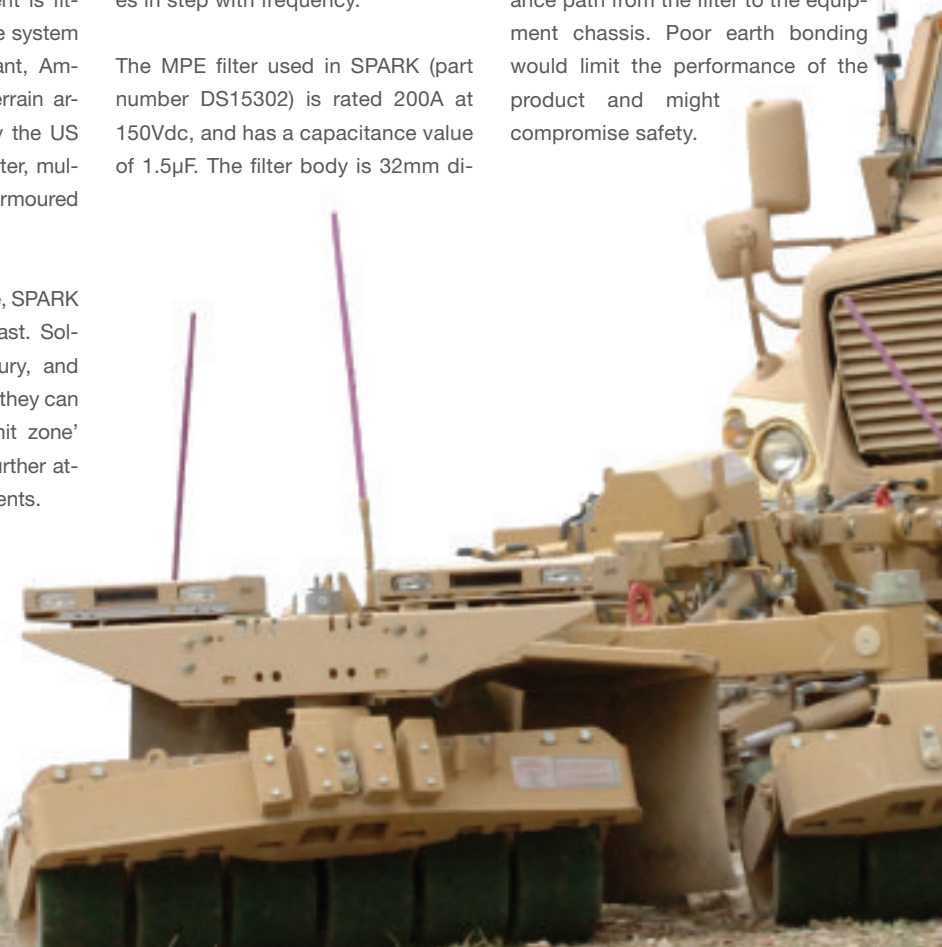 ent is fit-
e system
ant, Am-
errain ar-
y the US
ter, mul-
rmoured
, SPARK
ast. Sol-
ury, and
they can
nit zone’
urther at-
ents.
es in step with frequency.
The MPE filter used in SPARK (part
number DS15302) is rated 200A at
150Vdc, and has a capacitance value
of 1.5µF. The filter body is 32mm di-
ance path from the filter to the equip-
ment chassis. Poor earth bonding
would limit the performance of the
product and might
compromise safety.